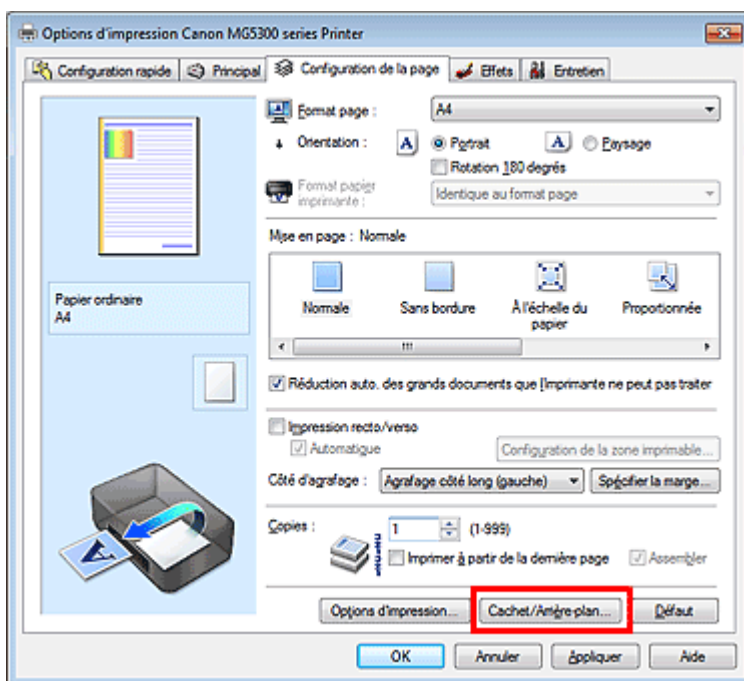 Options d'impression Canon MG5300 series Printer
Configuration rapide Principal Configuration de la page Effets Entretien
Format page : A4
Orientation : A Portrait A Paysage
Rotation 180 degrés
Format papier imprimante : Identique au format page
Mise en page : Normale
Normale Sans bordure À l'échelle du papier Proportionnée
Papier ordinaire
A4
Réduction auto. des grands documents que l'imprimante ne peut pas traiter
Impression recto/verso
Automatique Configuration de la zone imprimable...
Côté d'agrafage : Agrafage côté long (gauche) Spécifier la marge...
Copies : 1 (1-999)
Imprimer à partir de la dernière page Assembler
Options d'impression... Cachet/Arrière-plan... Défaut
OK Annuler Appliquer Aide